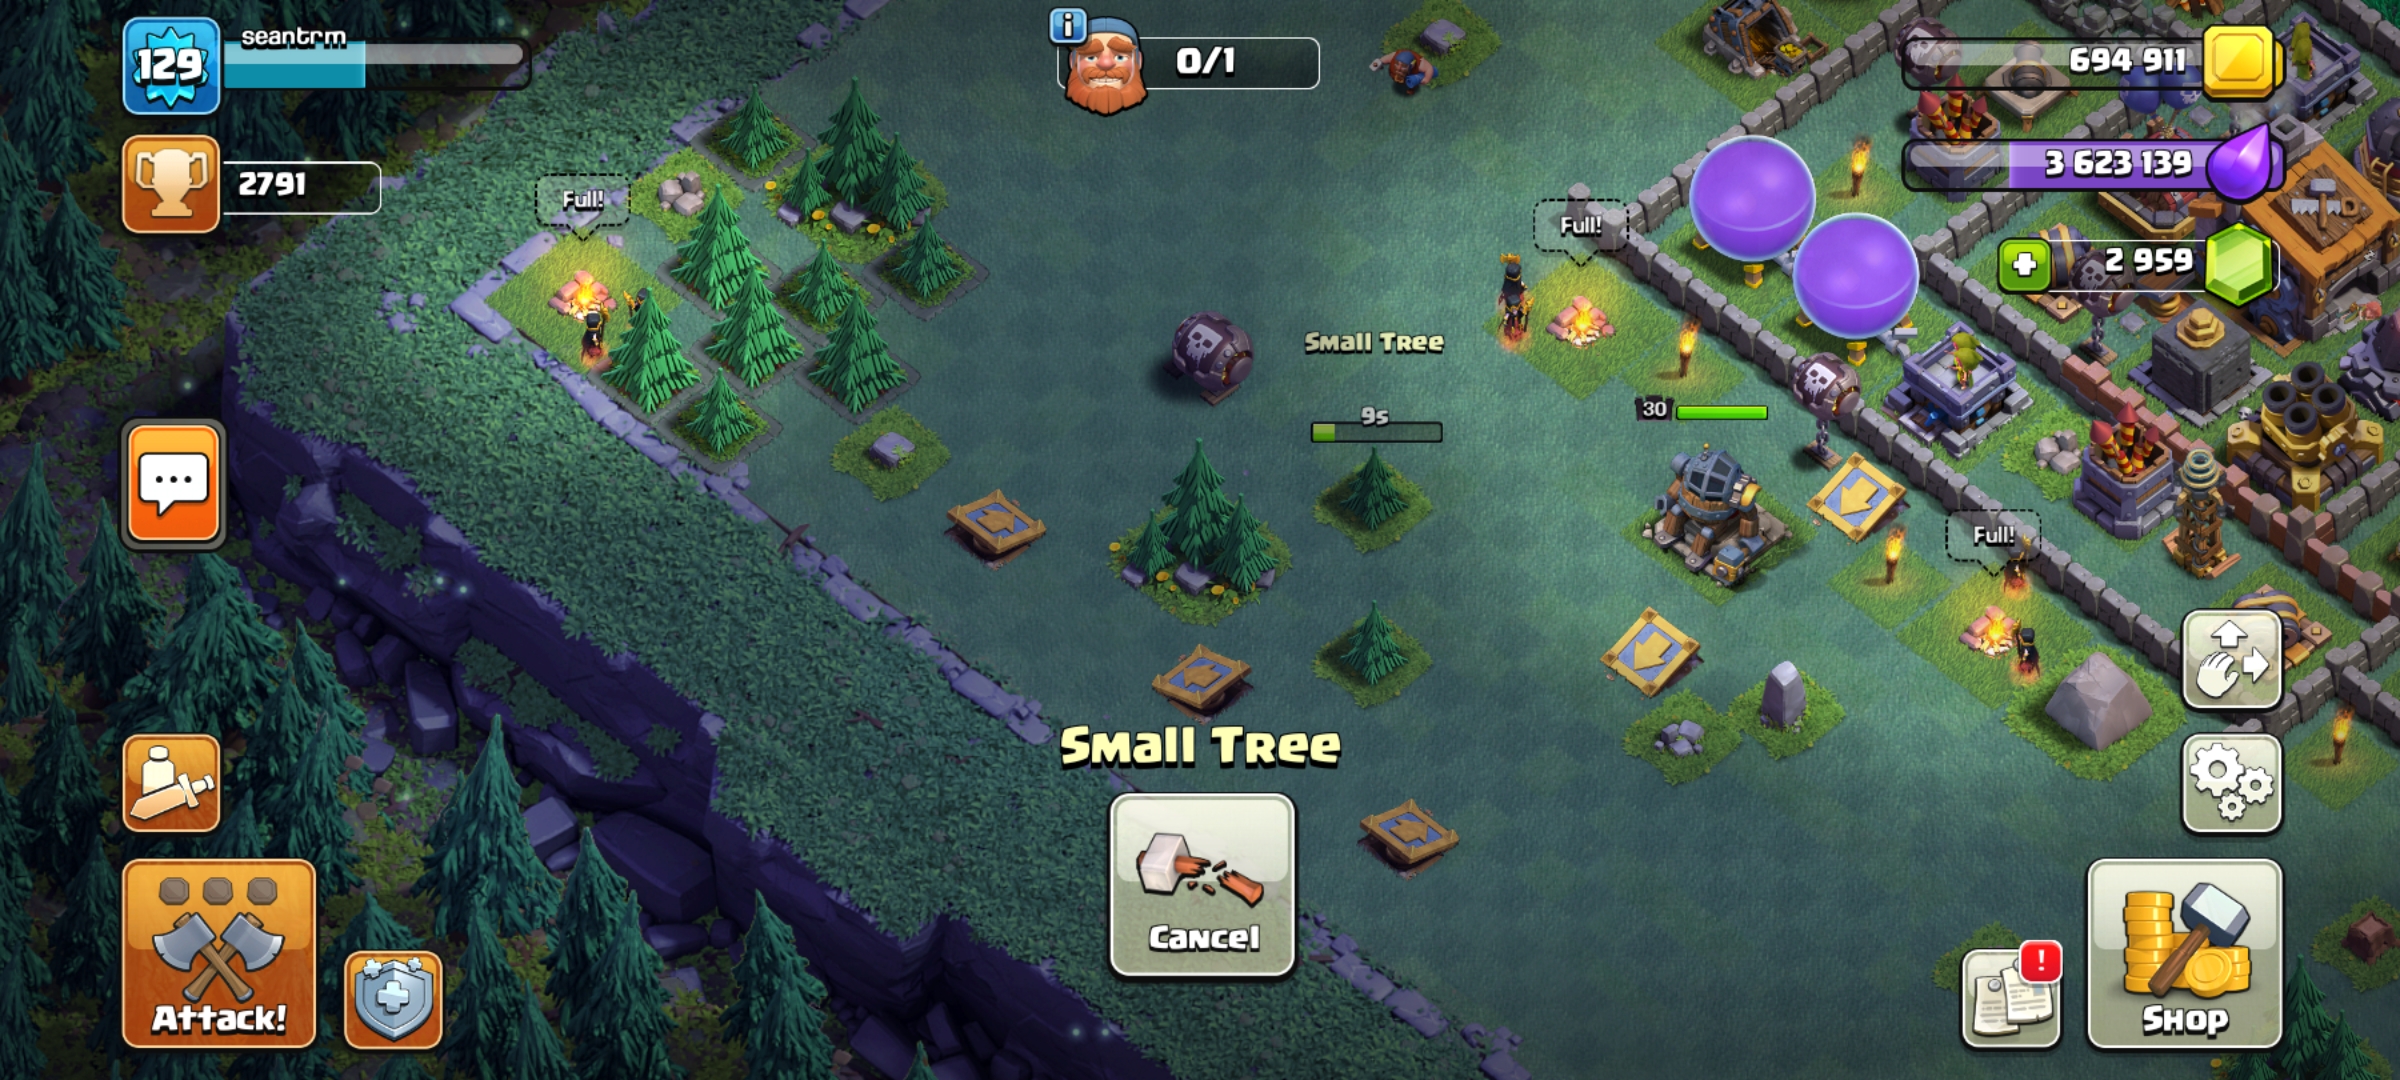 129
seantrm
0/1
694 911
2791
3 623 139
Full!
Full!
2 959
Small Tree
9s
30
Full!
Small Tree
Cancel
Attack!
!
Shop